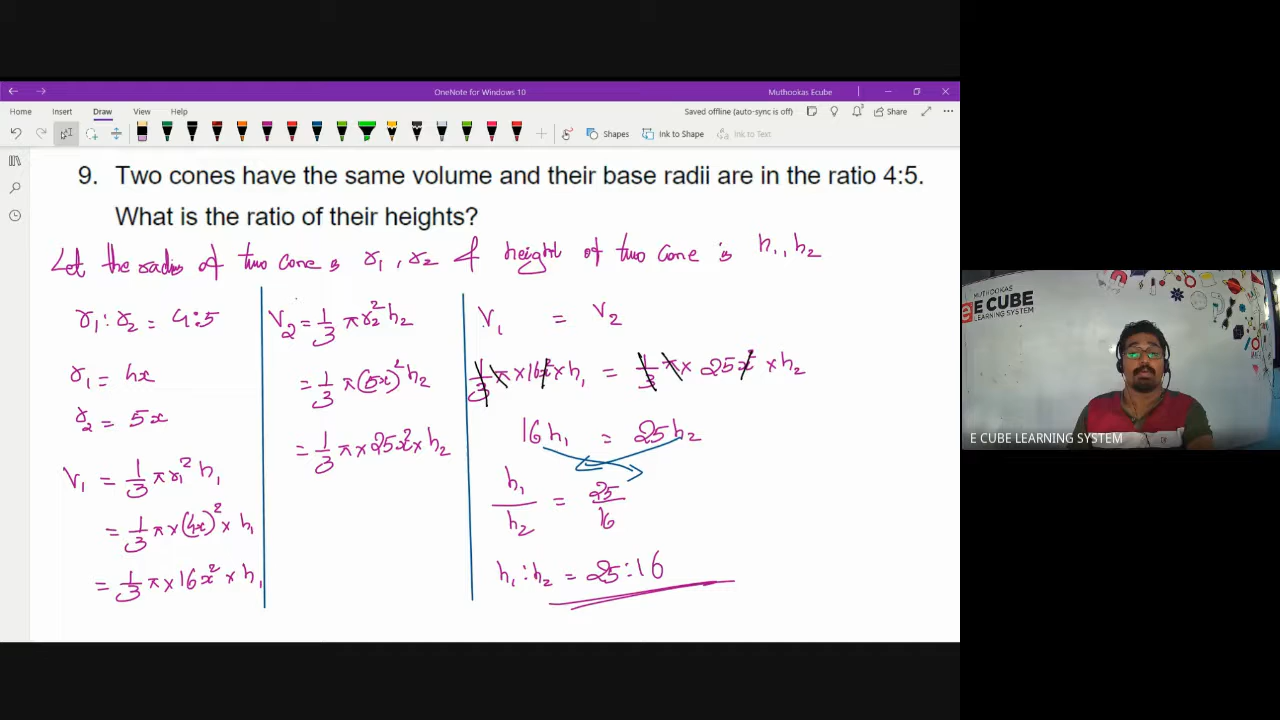 OneNote for Windows 10
Muthookas Ecube
Home Insert Draw View Help
Saved offline (auto-sync is off)
Share
Shapes
Ink to Shape
Ink to Text
9. Two cones have the same volume and their base radii are in the ratio 4:5.
What is the ratio of their heights?
Let the radius of two cone is r₁, r₂ & height of two cone is h₁, h₂
r₁ : r₂ = 4:5
r₁ = 4x
r₂ = 5x
V₁ = 1/3 π r₁² h₁
= 1/3 π × (4x)² × h₁
= 1/3 π × 16x² × h₁
V₂ = 1/3 π r₂² h₂
= 1/3 π (5x)² h₂
= 1/3 π × 25x² × h₂
V₁ = V₂
1/3 π × 16x² × h₁ = 1/3 π × 25x² × h₂
16h₁ = 25h₂
h₁/h₂ = 25/16
h₁ : h₂ = 25:16
MUTHOOKAS
E CUBE
LEARNING SYSTEM
E CUBE LEARNING SYSTEM